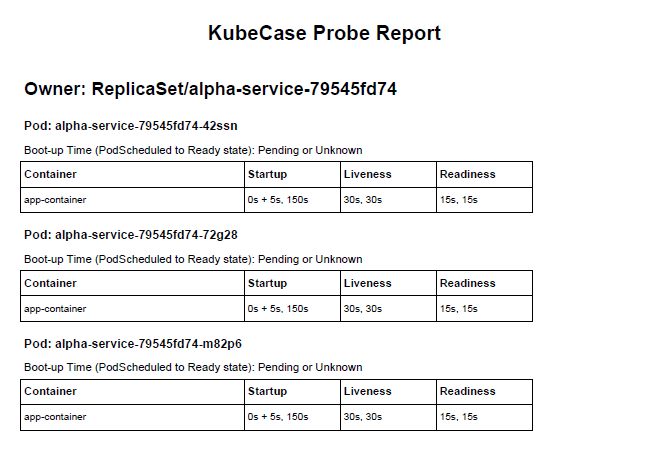 KubeCase Probe Report
Owner: ReplicaSet/alpha-service-79545fd74
Pod: alpha-service-79545fd74-42ssn
Boot-up Time (PodScheduled to Ready state): Pending or Unknown
Container Startup Liveness Readiness
app-container 0s + 5s, 150s 30s, 30s 15s, 15s
Pod: alpha-service-79545fd74-72g28
Boot-up Time (PodScheduled to Ready state): Pending or Unknown
Container Startup Liveness Readiness
app-container 0s + 5s, 150s 30s, 30s 15s, 15s
Pod: alpha-service-79545fd74-m82p6
Boot-up Time (PodScheduled to Ready state): Pending or Unknown
Container Startup Liveness Readiness
app-container 0s + 5s, 150s 30s, 30s 15s, 15s